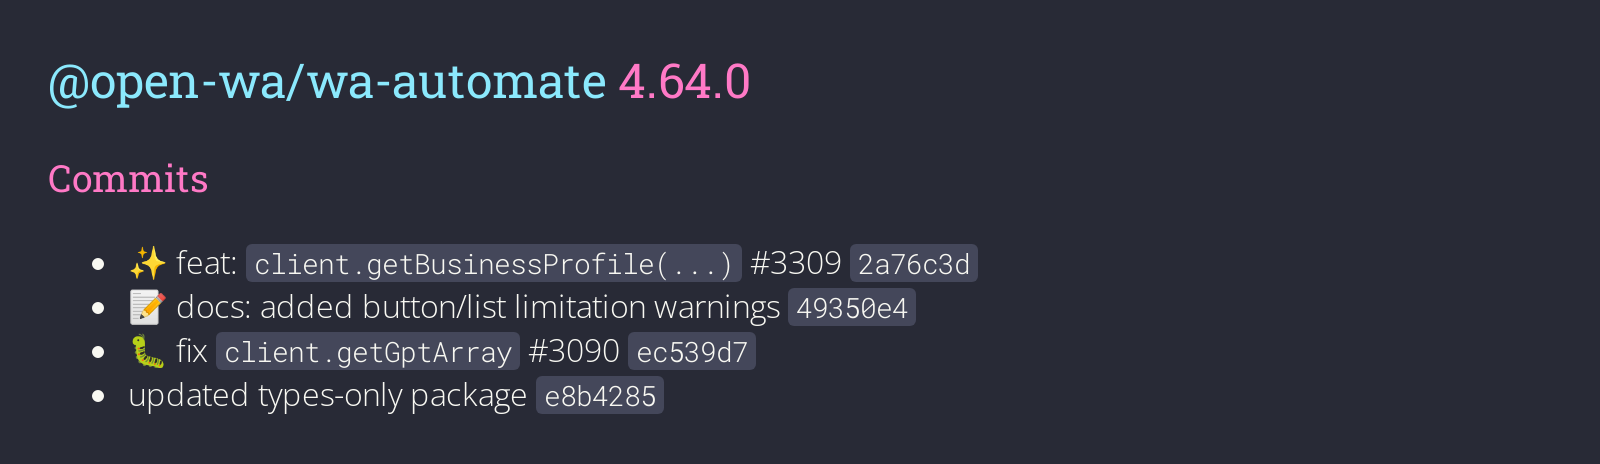 @open-wa/wa-automate 4.64.0
Commits
• ✨ feat: client.getBusinessProfile(...) #3309 2a76c3d
• 📝 docs: added button/list limitation warnings 49350e4
• 🐛 fix client.getGptArray #3090 ec539d7
• updated types-only package e8b4285